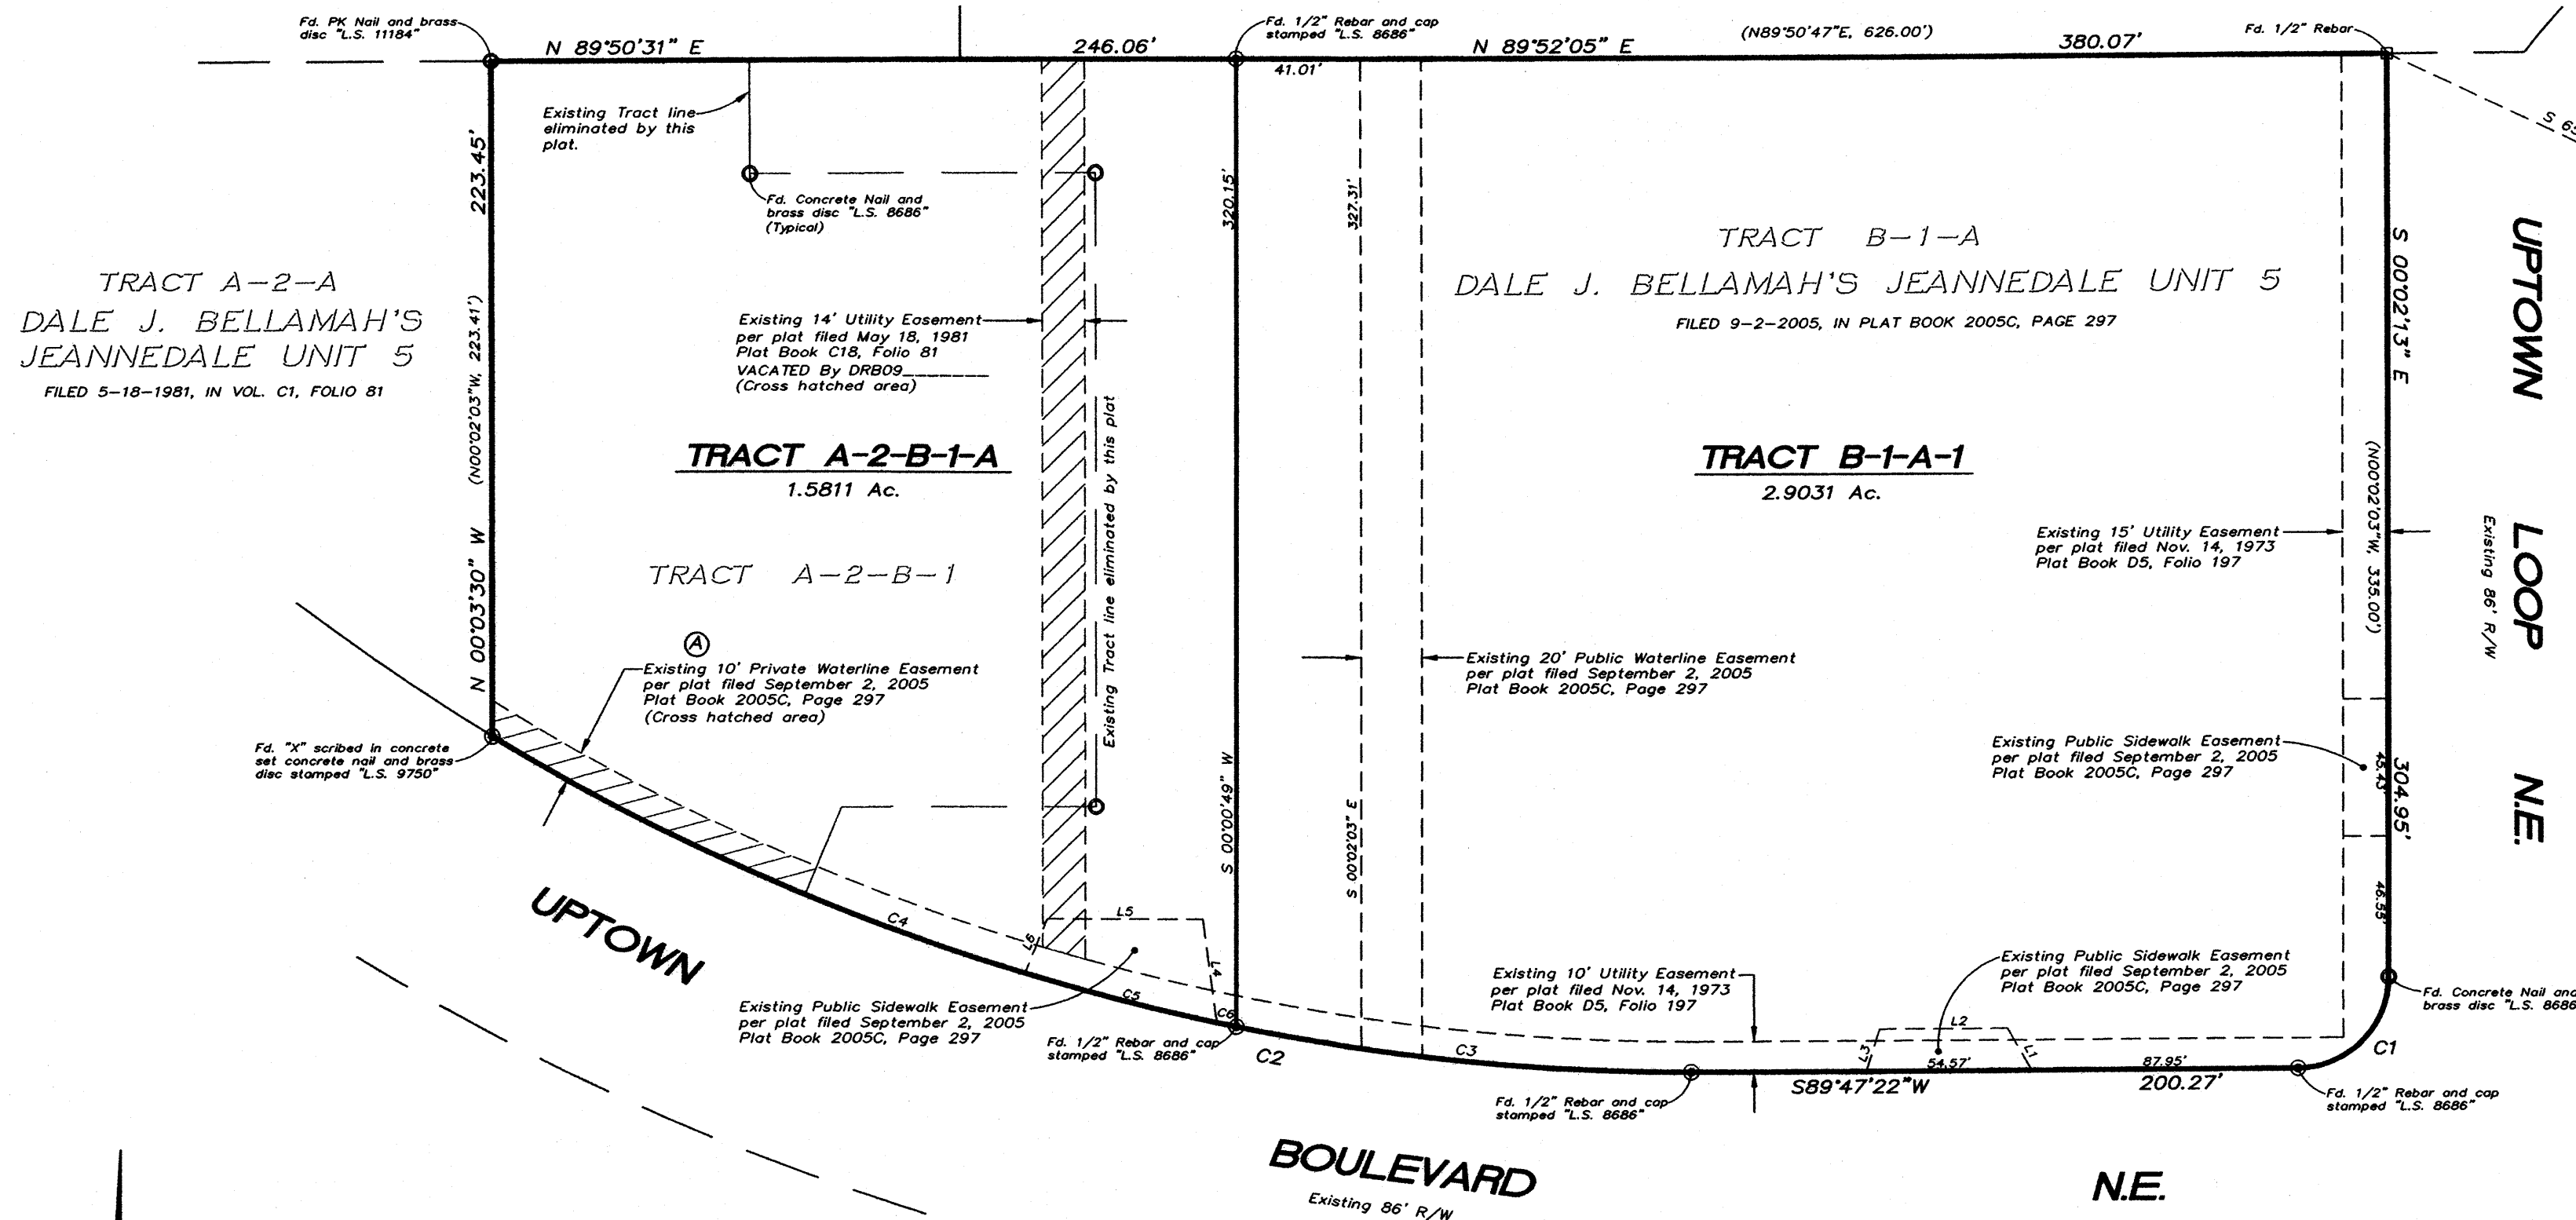 Fd. PK Nail and brass
disc "L.S. 11184"
N 89°50'31" E
246.06'
Fd. 1/2" Rebar and cap
stamped "L.S. 8686"
N 89°52'05" E
(N89°50'47"E, 626.00')
380.07'
Fd. 1/2" Rebar
41.01'
Existing Tract line
eliminated by this
plat.
223.45'
Fd. Concrete Nail and
brass disc "L.S. 8686"
(Typical)
320.15'
327.31'
TRACT B-1-A
DALE J. BELLAMAH'S JEANNEDALE UNIT 5
FILED 9-2-2005, IN PLAT BOOK 2005C, PAGE 297
S 00°02'13" E
UPTOWN LOOP N.E.
Existing 86' R/W
TRACT A-2-A
DALE J. BELLAMAH'S
JEANNEDALE UNIT 5
FILED 5-18-1981, IN VOL. C1, FOLIO 81
(N00°02'03"W, 223.41')
N 00°03'30" W
Existing 14' Utility Easement
per plat filed May 18, 1981
Plat Book C18, Folio 81
VACATED By DRB09________
(Cross hatched area)
Existing Tract line eliminated by this plat
TRACT A-2-B-1-A
1.5811 Ac.
TRACT B-1-A-1
2.9031 Ac.
(N00°02'03"W, 335.00')
Existing 15' Utility Easement
per plat filed Nov. 14, 1973
Plat Book D5, Folio 197
TRACT A-2-B-1
A
Existing 10' Private Waterline Easement
per plat filed September 2, 2005
Plat Book 2005C, Page 297
(Cross hatched area)
Existing 20' Public Waterline Easement
per plat filed September 2, 2005
Plat Book 2005C, Page 297
Fd. "X" scribed in concrete
set concrete nail and brass
disc stamped "L.S. 9750"
Existing Public Sidewalk Easement
per plat filed September 2, 2005
Plat Book 2005C, Page 297
45.43'
304.95'
46.55'
S 00°00'49" W
S 00°02'03" E
UPTOWN
C4
L6
L5
L4
C5
C6
Existing Public Sidewalk Easement
per plat filed September 2, 2005
Plat Book 2005C, Page 297
Fd. 1/2" Rebar and cap
stamped "L.S. 8686"
C2
C3
Existing 10' Utility Easement
per plat filed Nov. 14, 1973
Plat Book D5, Folio 197
Existing Public Sidewalk Easement
per plat filed September 2, 2005
Plat Book 2005C, Page 297
L3
L2
L1
54.57'
87.95'
S89°47'22"W
200.27'
C1
Fd. Concrete Nail and
brass disc "L.S. 8686
Fd. 1/2" Rebar and cap
stamped "L.S. 8686"
Fd. 1/2" Rebar and cap
stamped "L.S. 8686"
BOULEVARD
N.E.
Existing 86' R/W